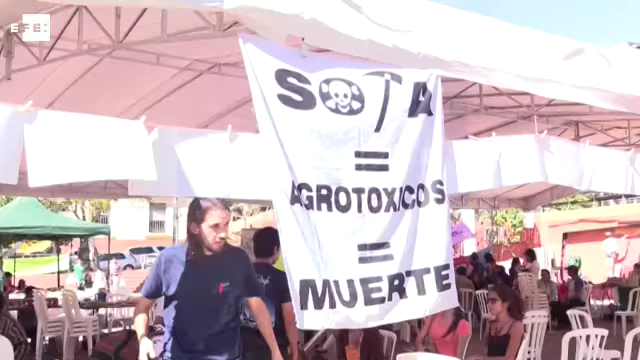 EFE:
SOJA
=
AGROTOXICOS
=
MUERTE